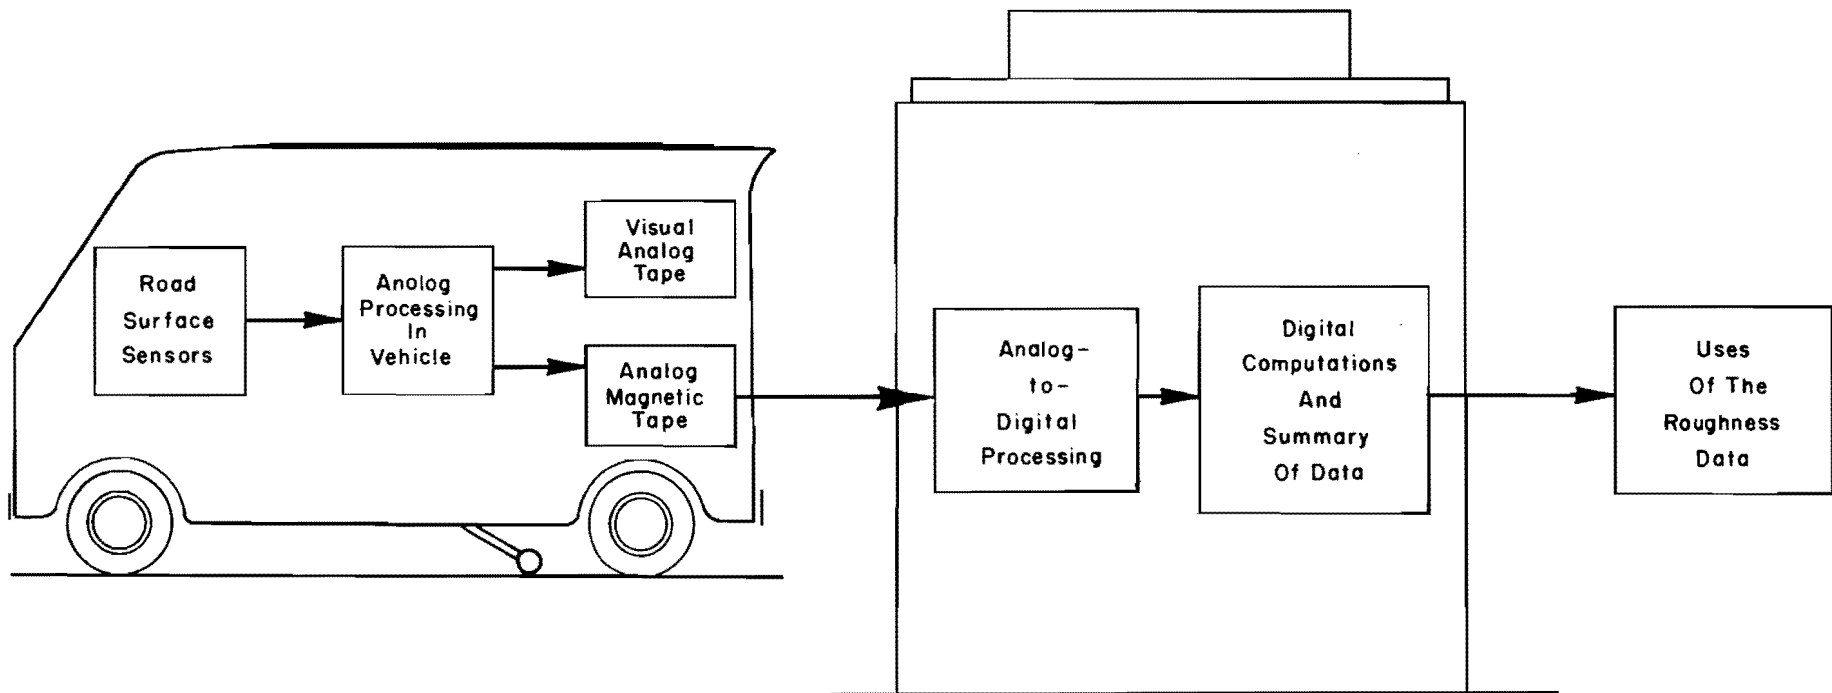 Road
Surface
Sensors
Anolog
Processing
In
Vehicle
Visual
Analog
Tape
Analog
Magnetic
Tape
Analog-
to-
Digital
Processing
Digital
Computations
And
Summary
Of Data
Uses
Of The
Roughness
Data